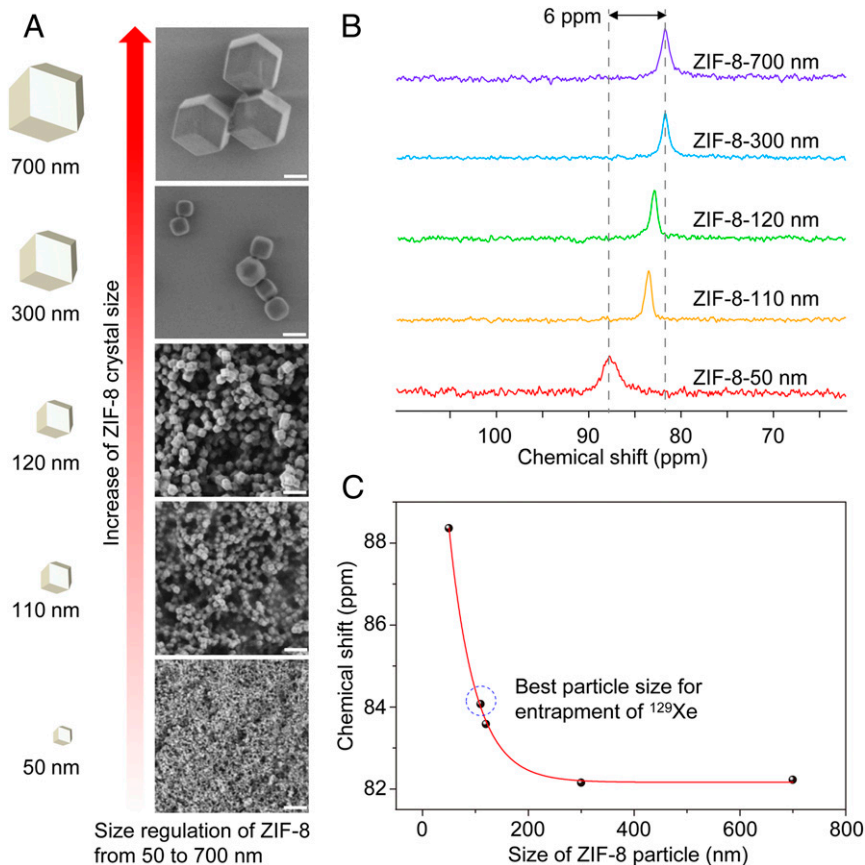 A
700 nm
300 nm
120 nm
110 nm
50 nm
Increase of ZIF-8 crystal size
Size regulation of ZIF-8
from 50 to 700 nm
B
6 ppm
ZIF-8-700 nm
ZIF-8-300 nm
ZIF-8-120 nm
ZIF-8-110 nm
ZIF-8-50 nm
100 90 80 70
Chemical shift (ppm)
C
88
86
84
82
Chemical shift (ppm)
Best particle size for
entrapment of ¹²⁹Xe
0 200 400 600 800
Size of ZIF-8 particle (nm)